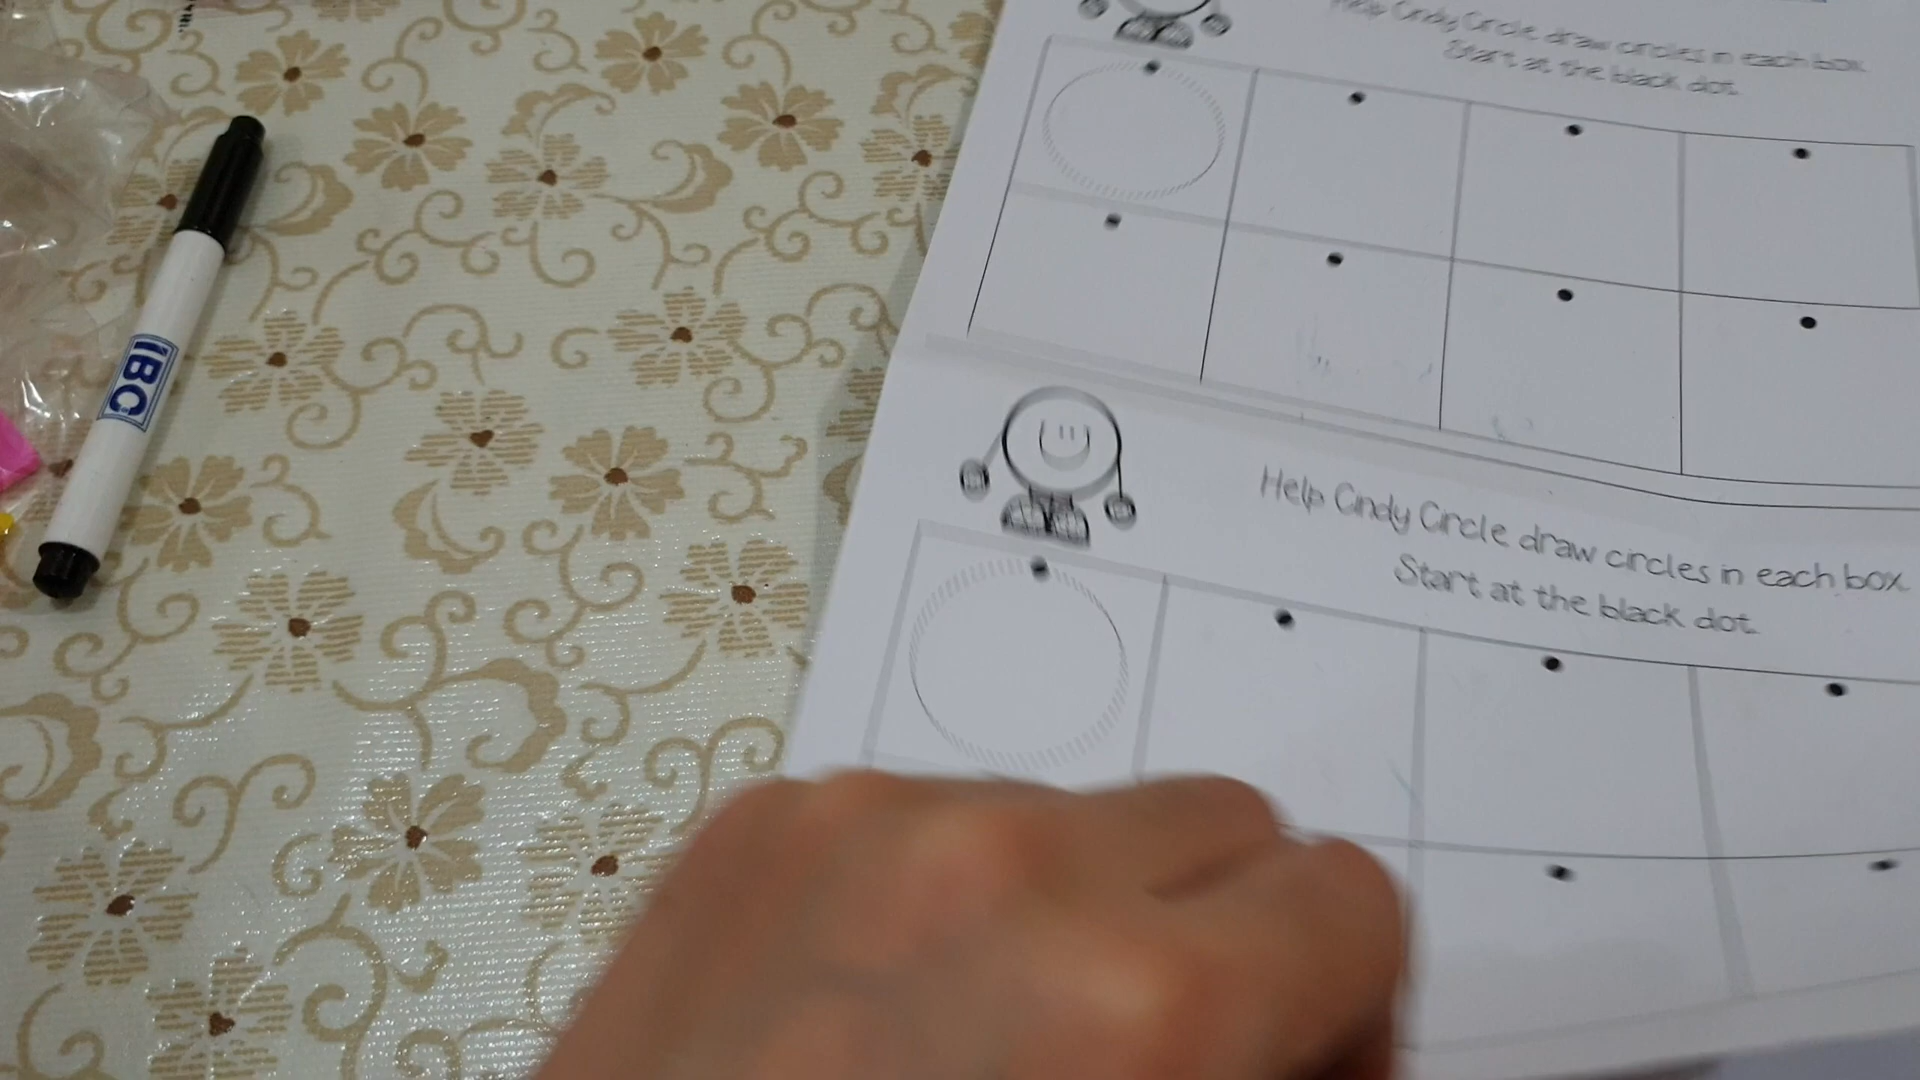 Help Cindy Circle draw circles in each box.
Start at the black dot.
IBC
Help Cindy Circle draw circles in each box.
Start at the black dot.